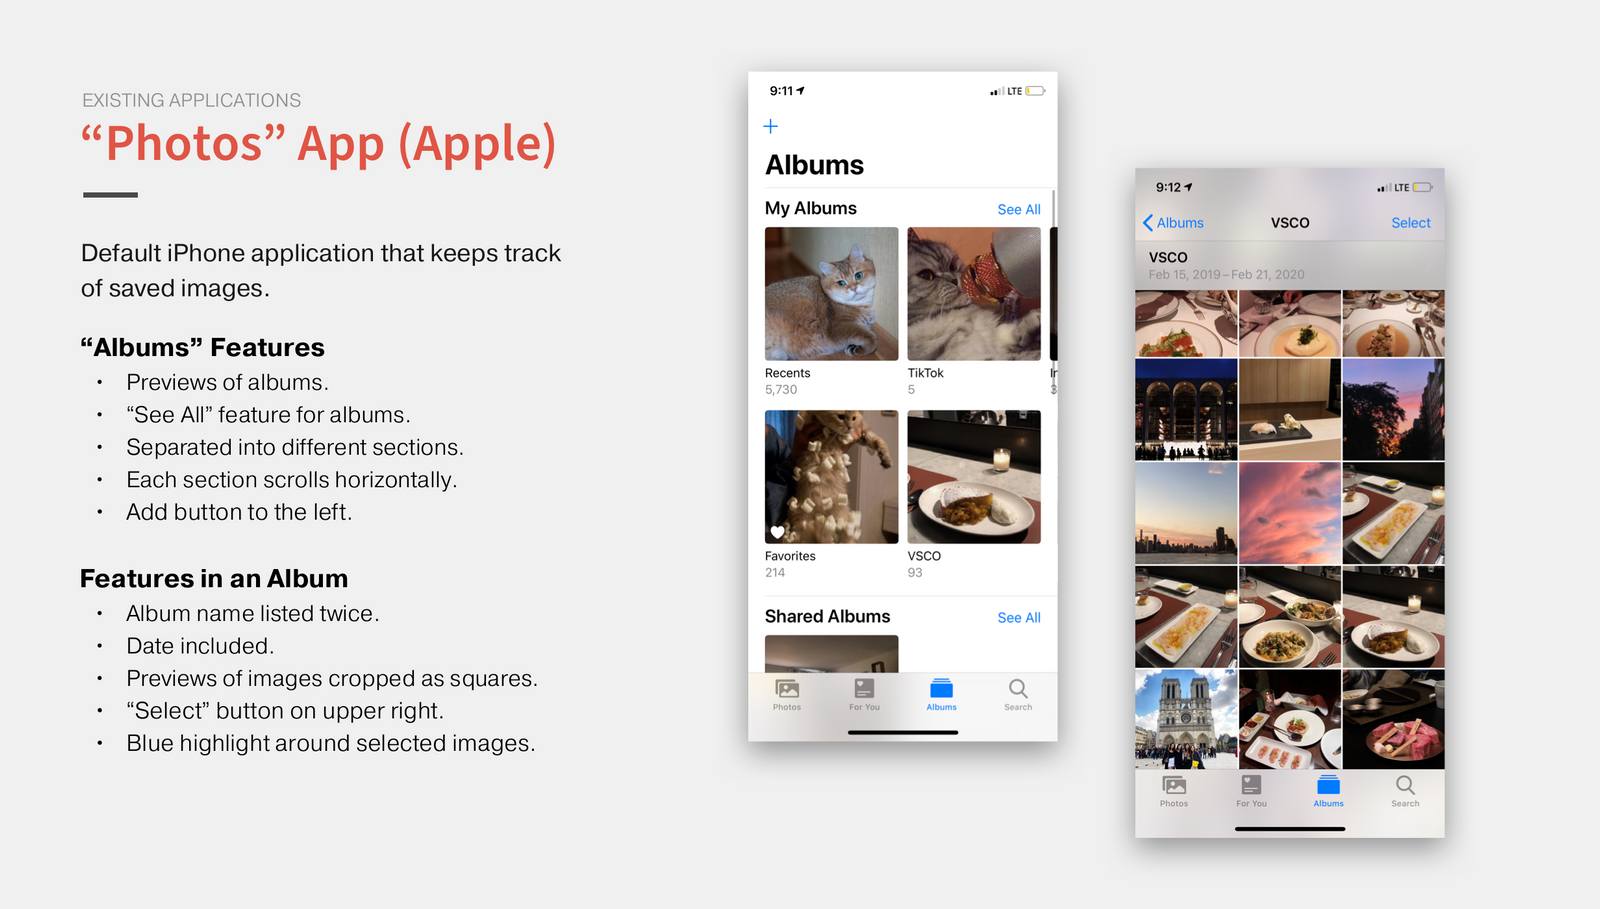 EXISTING APPLICATIONS
“Photos” App (Apple)
Default iPhone application that keeps track
of saved images.
“Albums” Features
• Previews of albums.
• “See All” feature for albums.
• Separated into different sections.
• Each section scrolls horizontally.
• Add button to the left.
Features in an Album
• Album name listed twice.
• Date included.
• Previews of images cropped as squares.
• “Select” button on upper right.
• Blue highlight around selected images.
9:11 LTE
+
Albums
My Albums See All
Recents TikTok
5,730 5
Favorites VSCO
214 93
Shared Albums See All
Photos For You Albums Search
9:12 LTE
Albums VSCO Select
VSCO
Feb 15, 2019–Feb 21, 2020
Photos For You Albums Search